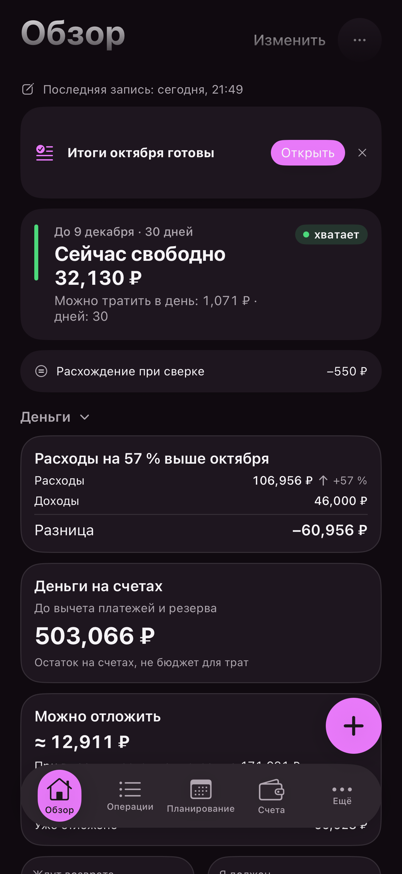 Обзор
Изменить
Последняя запись: сегодня, 21:49
Итоги октября готовы
Открыть
До 9 декабря · 30 дней
хватает
Сейчас свободно
32,130 ₽
Можно тратить в день: 1,071 ₽ ·
дней: 30
Расхождение при сверке
−550 ₽
Деньги
Расходы на 57 % выше октября
Расходы 106,956 ₽ ↑ +57 %
Доходы 46,000 ₽
Разница −60,956 ₽
Деньги на счетах
До вычета платежей и резерва
503,066 ₽
Остаток на счетах, не бюджет для трат
Можно отложить
≈ 12,911 ₽
Обзор
Операции
Планирование
Счета
Ещё